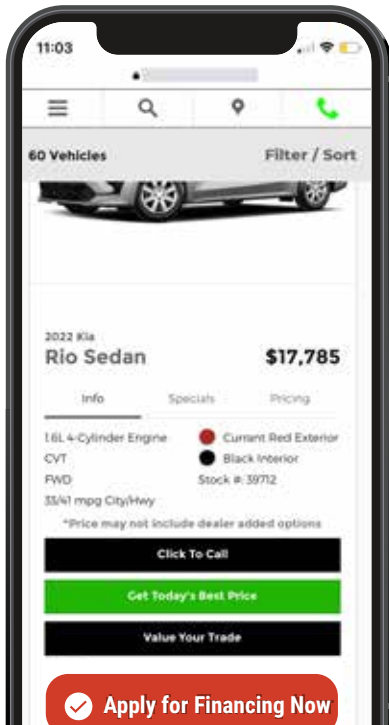 11:03
60 Vehicles Filter / Sort
2022 Kia
Rio Sedan $17,785
Info Specials Pricing
1.6L 4-Cylinder Engine Currant Red Exterior
CVT Black Interior
FWD Stock #: 39712
33/41 mpg City/Hwy
*Price may not include dealer added options
Click To Call
Get Today's Best Price
Value Your Trade
Apply for Financing Now